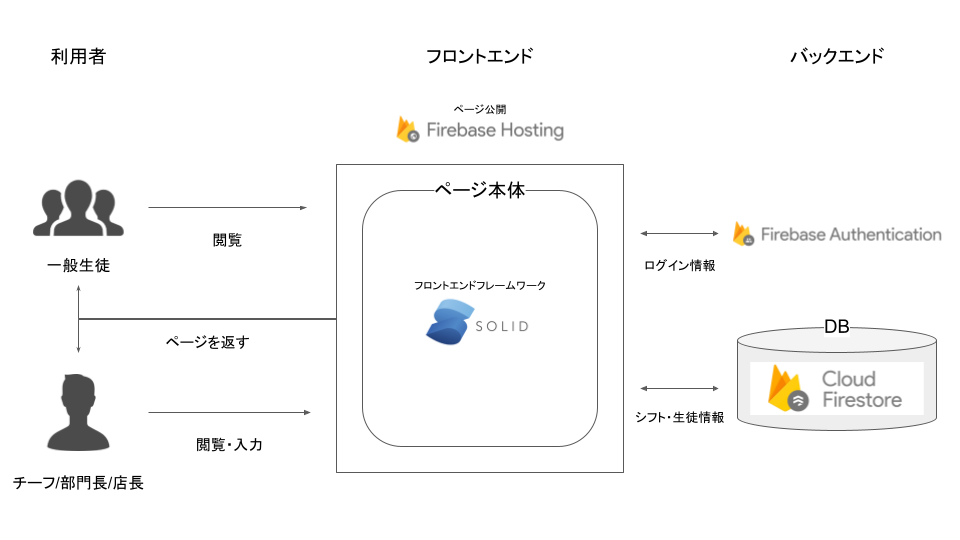 利用者
フロントエンド
バックエンド
ページ公開
Firebase Hosting
ページ本体
閲覧
一般生徒
Firebase Authentication
ログイン情報
フロントエンドフレームワーク
SOLID
ページを返す
DB
Cloud
Firestore
シフト・生徒情報
閲覧・入力
チーフ/部門長/店長